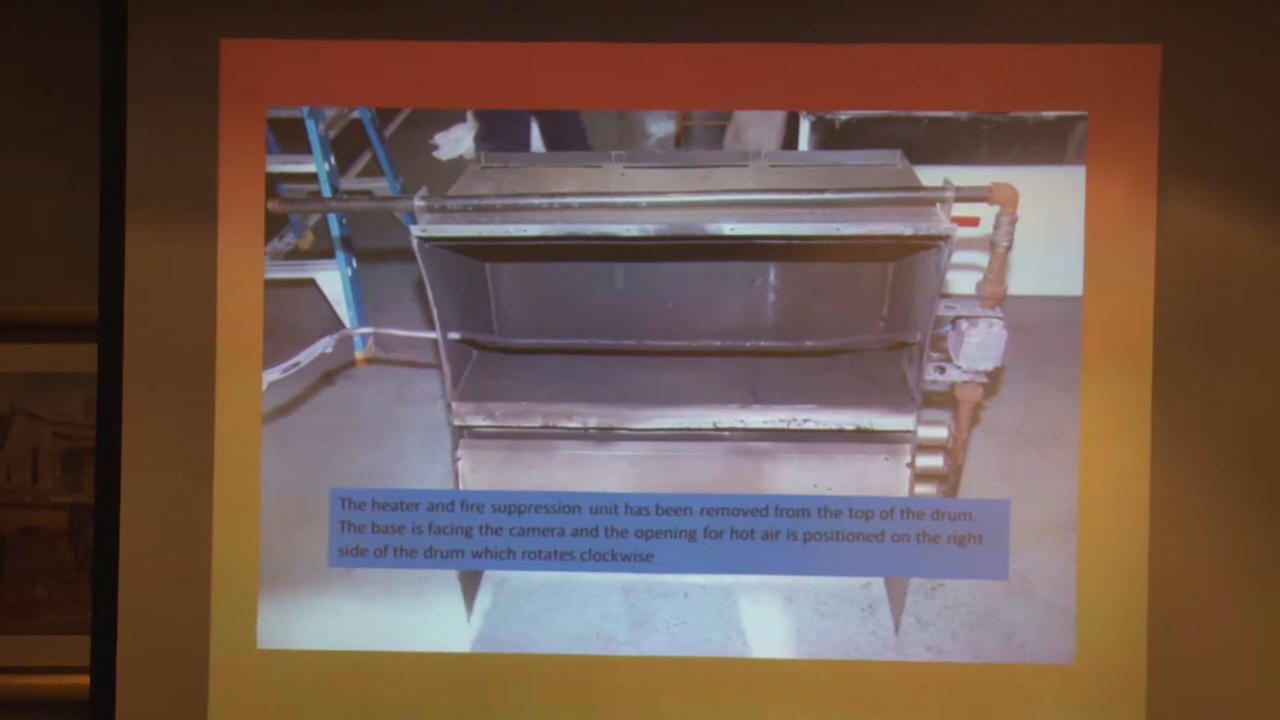 The heater and fire suppression unit has been removed from the top of the drum.
The base is facing the camera and the opening for hot air is positioned on the right
side of the drum which rotates clockwise